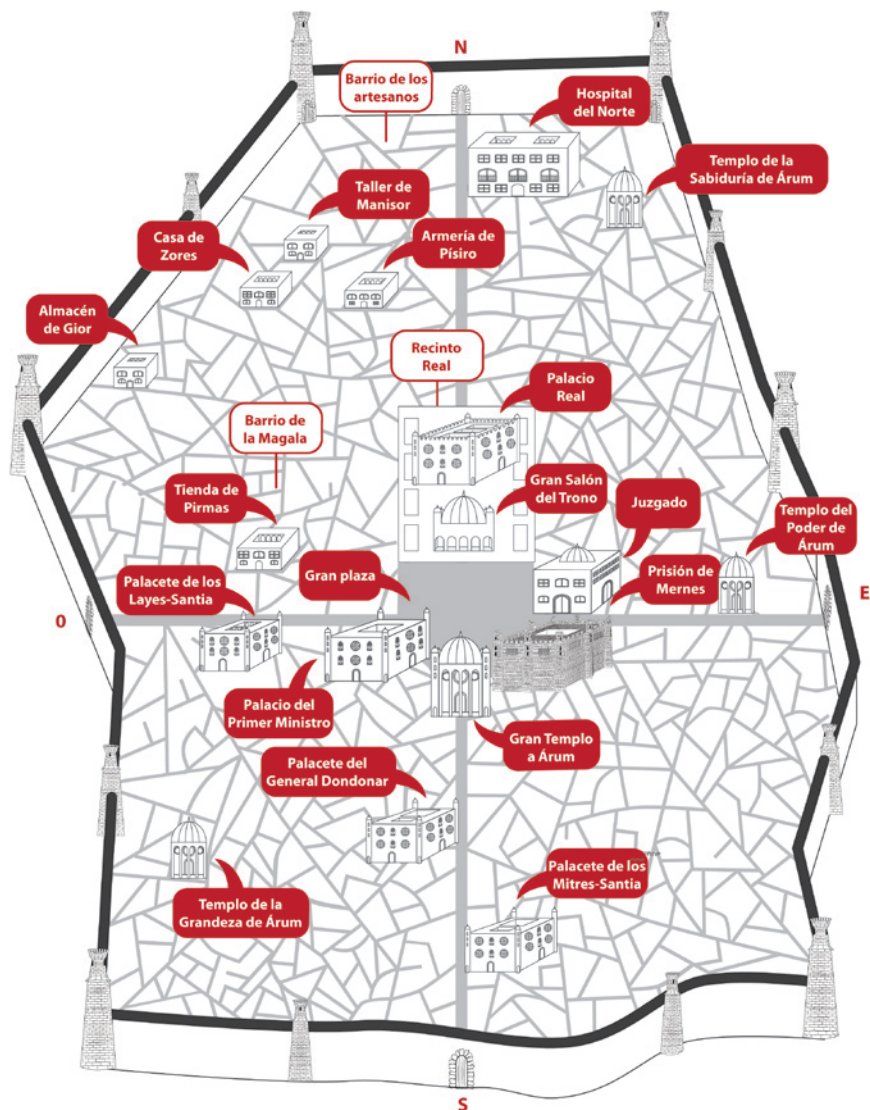 N
Barrio de los
artesanos
Hospital
del Norte
Templo de la
Sabiduría de Árum
Taller de
Manisor
Casa de
Zores
Armería de
Písiro
Almacén
de Gior
Recinto
Real
Palacio
Real
Barrio de
la Magala
Gran Salón
del Trono
Tienda de
Pirmas
Juzgado
Templo del
Poder de
Árum
Gran plaza
Prisión de
Mernes
Palacete de los
Layes-Santia
O
E
Palacio del
Primer Ministro
Gran Templo
a Árum
Palacete del
General Dondonar
Palacete de los
Mitres-Santia
Templo de la
Grandeza de Árum
S